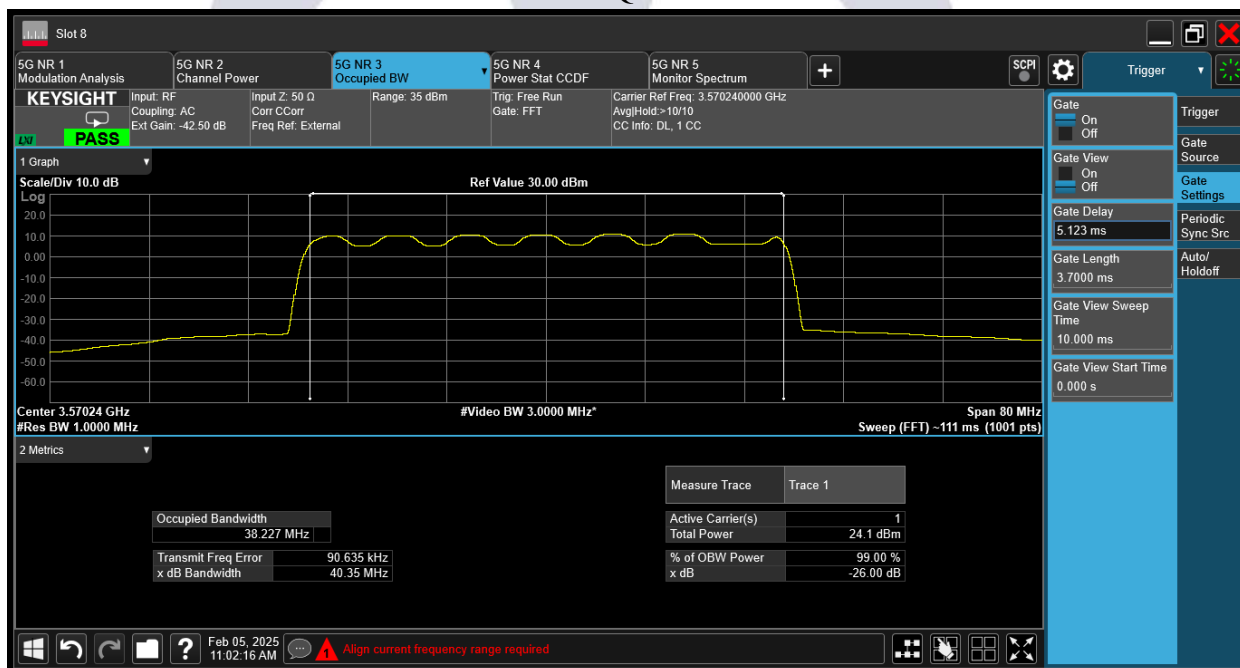 Slot 8
5G NR 1
Modulation Analysis
5G NR 2
Channel Power
5G NR 3
Occupied BW
5G NR 4
Power Stat CCDF
5G NR 5
Monitor Spectrum
SCPI
Trigger
KEYSIGHT
LXI
PASS
Input: RF
Coupling: AC
Ext Gain: -42.50 dB
Input Z: 50 Ω
Corr CCorr
Freq Ref: External
Range: 35 dBm
Trig: Free Run
Gate: FFT
Carrier Ref Freq: 3.570240000 GHz
Avg|Hold:>10/10
CC Info: DL, 1 CC
1 Graph
Scale/Div 10.0 dB
Ref Value 30.00 dBm
Log
20.0
10.0
0.00
-10.0
-20.0
-30.0
-40.0
-50.0
-60.0
Center 3.57024 GHz
#Video BW 3.0000 MHz*
Span 80 MHz
#Res BW 1.0000 MHz
Sweep (FFT) ~111 ms (1001 pts)
2 Metrics
Measure Trace Trace 1
Occupied Bandwidth
38.227 MHz
Active Carrier(s) 1
Total Power 24.1 dBm
Transmit Freq Error 90.635 kHz
x dB Bandwidth 40.35 MHz
% of OBW Power 99.00 %
x dB -26.00 dB
Gate
On
Off
Gate View
On
Off
Gate Delay
5.123 ms
Gate Length
3.7000 ms
Gate View Sweep
Time
10.000 ms
Gate View Start Time
0.000 s
Trigger
Gate
Source
Gate
Settings
Periodic
Sync Src
Auto/
Holdoff
?
Feb 05, 2025
11:02:16 AM
1
Align current frequency range required